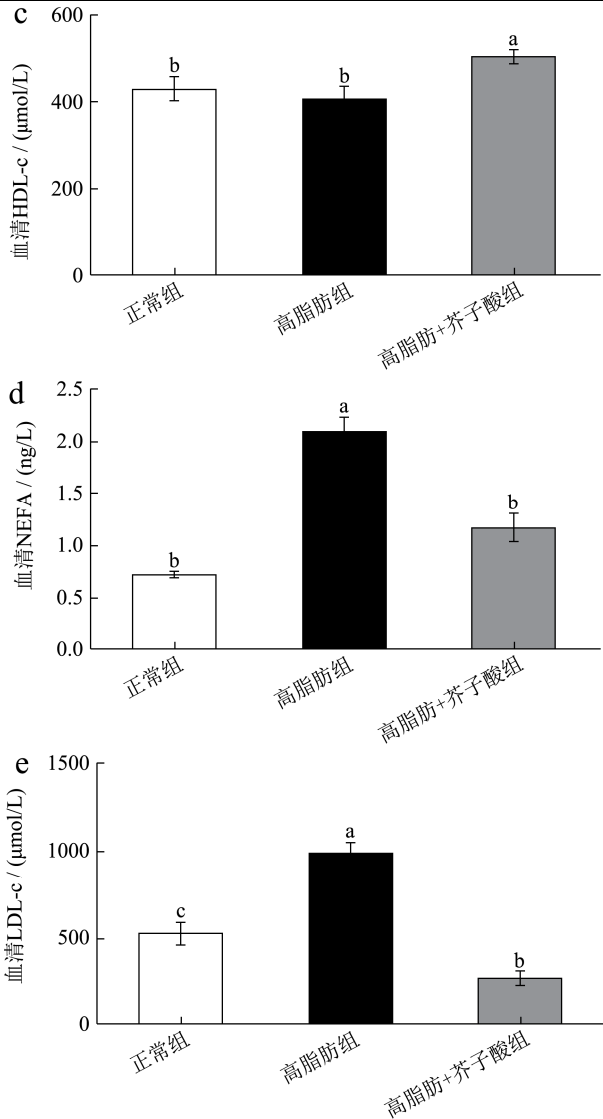 c
血清HDL-c / (μmol/L)
600
400
200
0
b
b
a
正常组
高脂肪组
高脂肪+芥子酸组
d
血清NEFA / (ng/L)
2.5
2.0
1.5
1.0
0.5
0.0
b
a
b
正常组
高脂肪组
高脂肪+芥子酸组
e
血清LDL-c / (μmol/L)
1500
1000
500
0
c
a
b
正常组
高脂肪组
高脂肪+芥子酸组